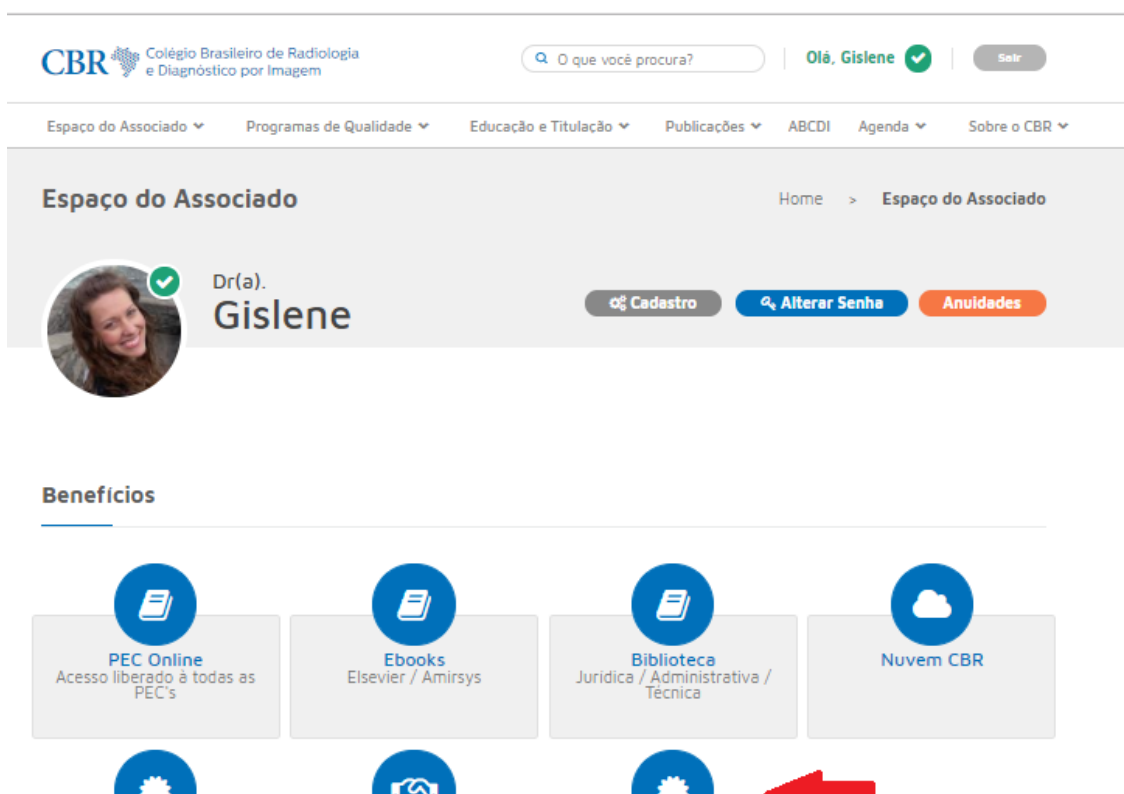 CBR Colégio Brasileiro de Radiologia
e Diagnóstico por Imagem
O que você procura?
Olá, Gislene
Sair
Espaço do Associado
Programas de Qualidade
Educação e Titulação
Publicações
ABCDI
Agenda
Sobre o CBR
Espaço do Associado
Home > Espaço do Associado
Dr(a).
Gislene
Cadastro
Alterar Senha
Anuidades
Benefícios
PEC Online
Acesso liberado à todas as
PEC's
Ebooks
Elsevier / Amirsys
Biblioteca
Jurídica / Administrativa /
Técnica
Nuvem CBR